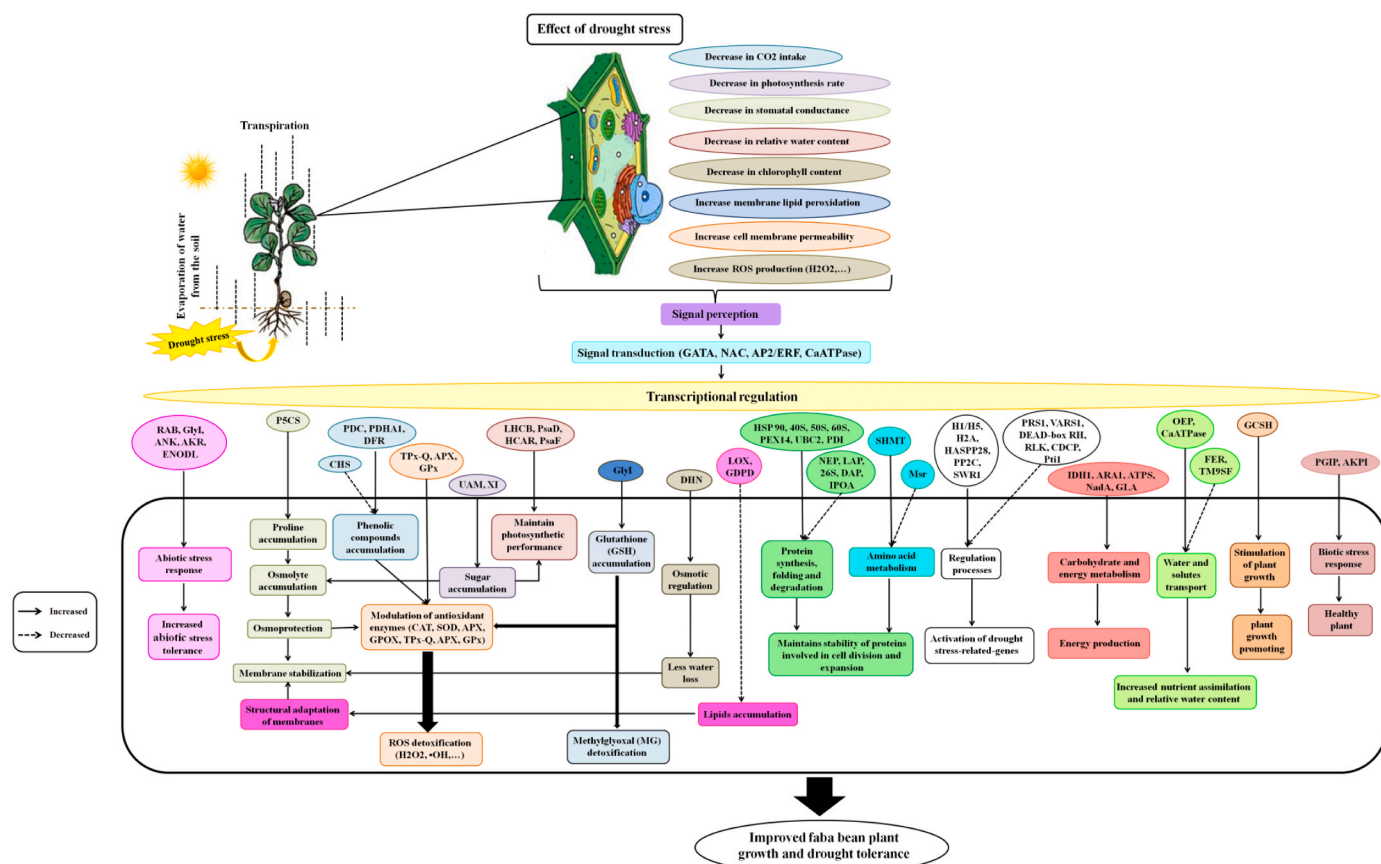 Effect of drought stress
Decrease in CO2 intake
Decrease in photosynthesis rate
Decrease in stomatal conductance
Decrease in relative water content
Decrease in chlorophyll content
Increase membrane lipid peroxidation
Increase cell membrane permeability
Increase ROS production (H2O2,...)
Transpiration
Evaporation of water
from the soil
Drought stress
Signal perception
Signal transduction (GATA, NAC, AP2/ERF, CaATPase)
Transcriptional regulation
RAB, GlyI,
ANK, AKR,
ENODL
P5CS
PDC, PDHA1,
DFR
CHS
TPx-Q, APX,
GPx
LHCB, PsaD,
HCAR, PsaF
UAM, XI
GlyI
DHN
LOX,
GDPD
HSP90, 40S, 50S, 60S,
PEX14, UBC2, PDI
NEP, LAP,
26S, DAP,
IPOA
SHMT
Msr
H1/H5,
H2A,
HASPP28,
PP2C,
SWR1
PRS1, VARS1,
DEAD-box RH,
RLK, CDCP,
Pti1
IDH1, ARA1, ATPS,
NadA, GLA
OEP,
CaATPase
FER,
TM9SF
GCSH
PGIP, AKPI
Abiotic stress
response
Increased
abiotic stress
tolerance
Proline
accumulation
Osmolyte
accumulation
Osmoprotection
Membrane stabilization
Structural adaptation
of membranes
Phenolic
compounds
accumulation
Maintain
photosynthetic
performance
Sugar
accumulation
Modulation of antioxidant
enzymes (CAT, SOD, APX,
GPOX, TPx-Q, APX, GPx)
ROS detoxification
(H2O2, •OH,...)
Glutathione
(GSH)
accumulation
Methylglyoxal (MG)
detoxification
Osmotic
regulation
Less water
loss
Lipids accumulation
Protein
synthesis,
folding and
degradation
Amino acid
metabolism
Maintains stability of proteins
involved in cell division and
expansion
Regulation
processes
Activation of drought
stress-related-genes
Carbohydrate and
energy metabolism
Energy production
Water and
solutes
transport
Increased nutrient assimilation
and relative water content
Stimulation
of plant
growth
plant
growth
promoting
Biotic stress
response
Healthy
plant
Increased
Decreased
Improved faba bean plant
growth and drought tolerance